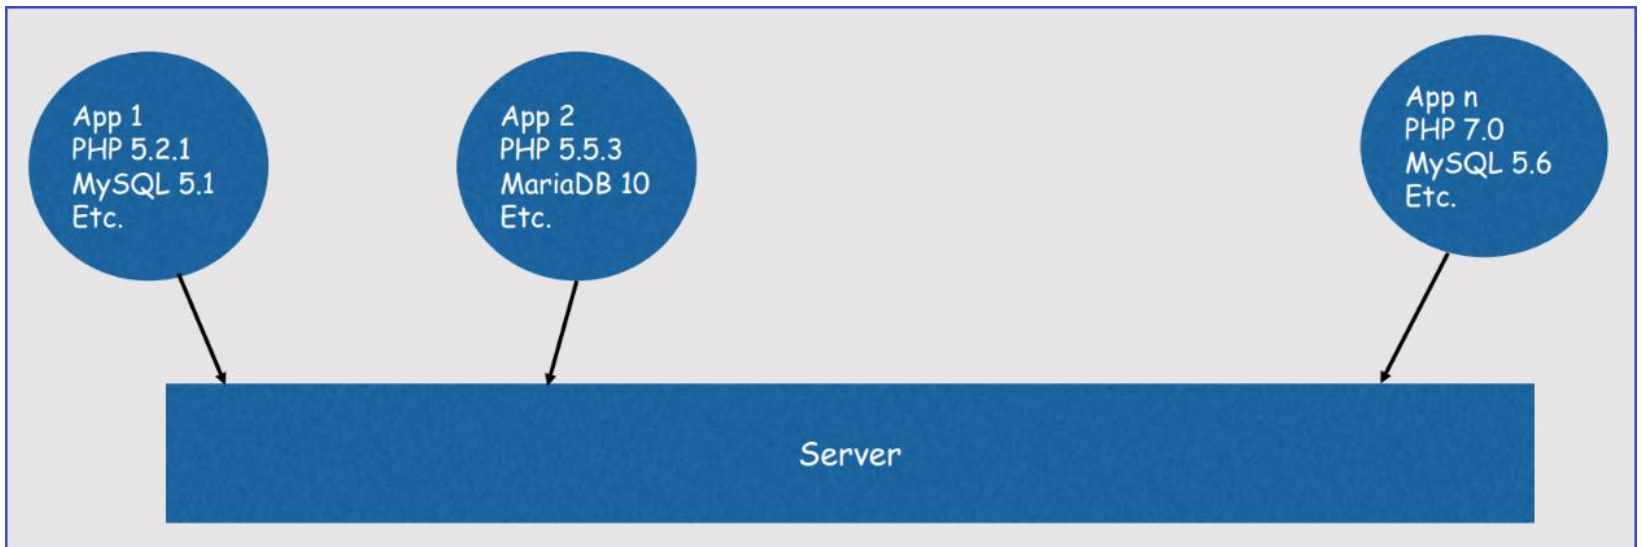 App 1
PHP 5.2.1
MySQL 5.1
Etc.
App 2
PHP 5.5.3
MariaDB 10
Etc.
App n
PHP 7.0
MySQL 5.6
Etc.
Server